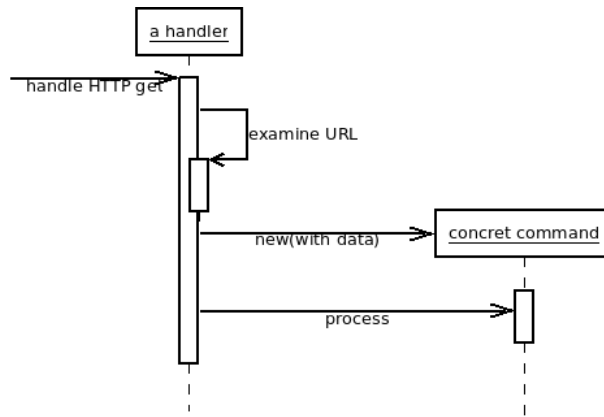 a handler
handle HTTP get
examine URL
new(with data)
concret command
process